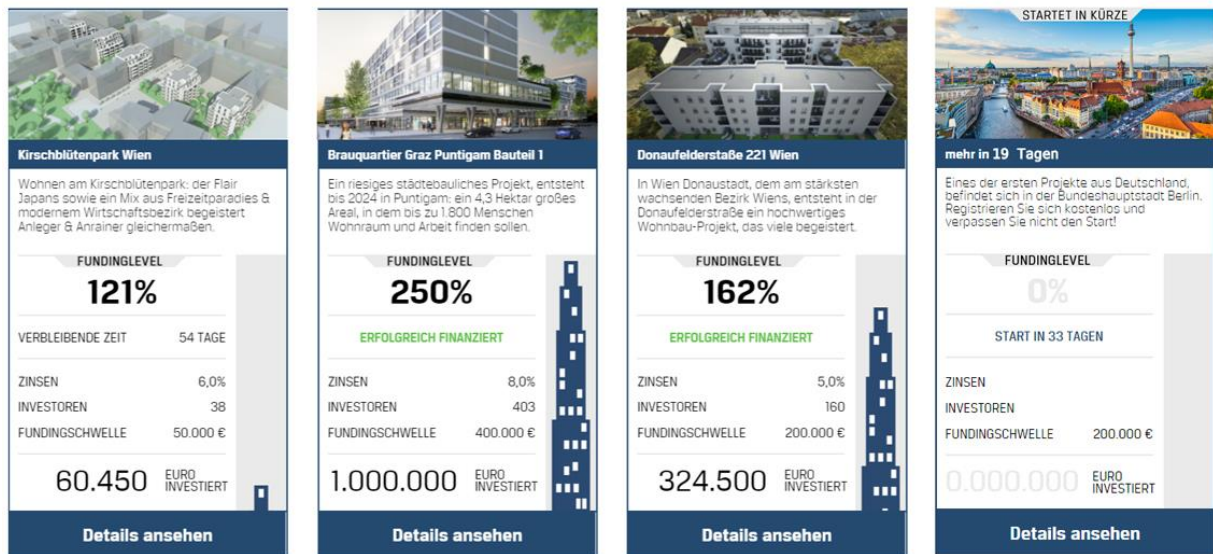 Kirschblütenpark Wien
Wohnen am Kirschblütenpark: der Flair
Japans sowie ein Mix aus Freizeitparadies &
modernem Wirtschaftsbezirk begeistert
Anleger & Anrainer gleichermaßen.
FUNDINGLEVEL
121%
VERBLEIBENDE ZEIT 54 TAGE
ZINSEN 6,0%
INVESTOREN 38
FUNDINGSCHWELLE 50.000 €
60.450 EURO
INVESTIERT
Details ansehen
Brauquartier Graz Puntigam Bauteil 1
Ein riesiges städtebauliches Projekt, entsteht
bis 2024 in Puntigam: ein 4,3 Hektar großes
Areal, in dem bis zu 1.800 Menschen
Wohnraum und Arbeit finden sollen.
FUNDINGLEVEL
250%
ERFOLGREICH FINANZIERT
ZINSEN 8,0%
INVESTOREN 403
FUNDINGSCHWELLE 400.000 €
1.000.000 EURO
INVESTIERT
Details ansehen
Donaufelderstaße 221 Wien
In Wien Donaustadt, dem am stärksten
wachsenden Bezirk Wiens, entsteht in der
Donaufelderstraße ein hochwertiges
Wohnbau-Projekt, das viele begeistert.
FUNDINGLEVEL
162%
ERFOLGREICH FINANZIERT
ZINSEN 5,0%
INVESTOREN 160
FUNDINGSCHWELLE 200.000 €
324.500 EURO
INVESTIERT
Details ansehen
STARTET IN KÜRZE
mehr in 19 Tagen
Eines der ersten Projekte aus Deutschland,
befindet sich in der Bundeshauptstadt Berlin.
Registrieren Sie sich kostenlos und
verpassen Sie nicht den Start!
FUNDINGLEVEL
0%
START IN 33 TAGEN
ZINSEN
INVESTOREN
FUNDINGSCHWELLE 200.000 €
0.000.000 EURO
INVESTIERT
Details ansehen